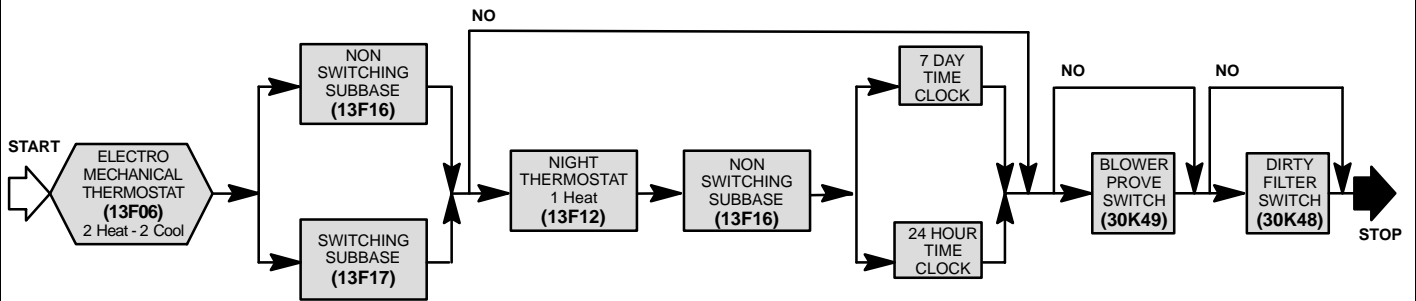 START
ELECTRO
MECHANICAL
THERMOSTAT
(13F06)
2 Heat - 2 Cool
NON
SWITCHING
SUBBASE
(13F16)
SWITCHING
SUBBASE
(13F17)
NO
NIGHT
THERMOSTAT
1 Heat
(13F12)
NON
SWITCHING
SUBBASE
(13F16)
7 DAY
TIME
CLOCK
24 HOUR
TIME
CLOCK
NO
BLOWER
PROVE
SWITCH
(30K49)
NO
DIRTY
FILTER
SWITCH
(30K48)
STOP